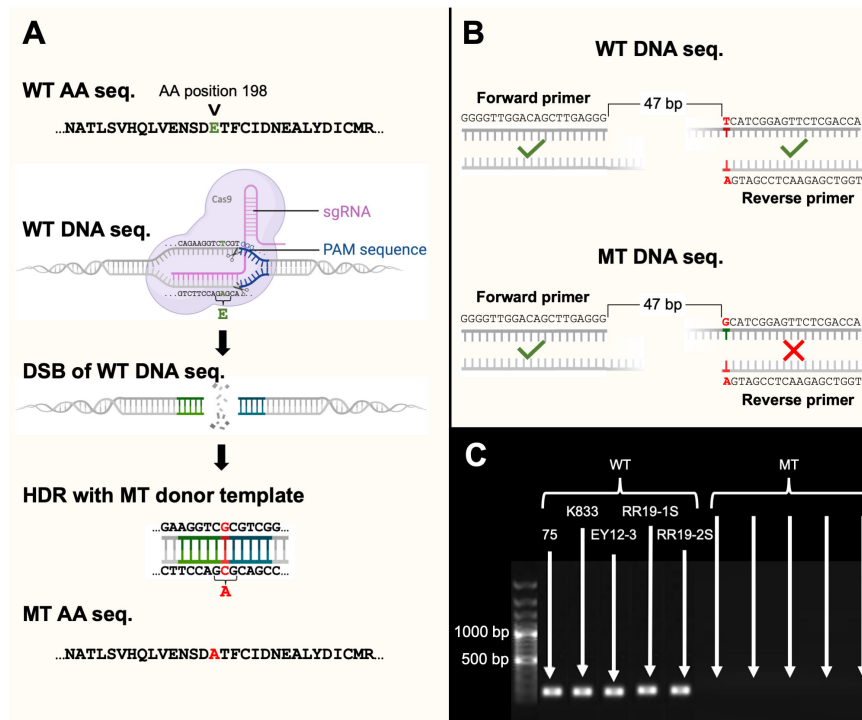 A
WT AA seq.
AA position 198
...NATLSVHQLVENSDETFCIDNEALYDICMR...
WT DNA seq.
Cas9
sgRNA
PAM sequence
...CAGAAGGTCTCGT
...GTCTTCCAGAGCA
E
DSB of WT DNA seq.
HDR with MT donor template
...GAAGGTCGCGTCGG...
...CTTCCAGCGCAGCC...
A
MT AA seq.
...NATLSVHQLVENSDATFCIDNEALYDICMR...
B
WT DNA seq.
Forward primer
47 bp
GGGGTTGGACAGCTTGAGGG
TCATCGGAGTTCTCGACCA
AGTAGCCTCAAGAGCTGGT
Reverse primer
MT DNA seq.
Forward primer
47 bp
GGGGTTGGACAGCTTGAGGG
GCATCGGAGTTCTCGACCA
AGTAGCCTCAAGAGCTGGT
Reverse primer
C
WT
MT
K833
RR19-1S
75
EY12-3
RR19-2S
1000 bp
500 bp